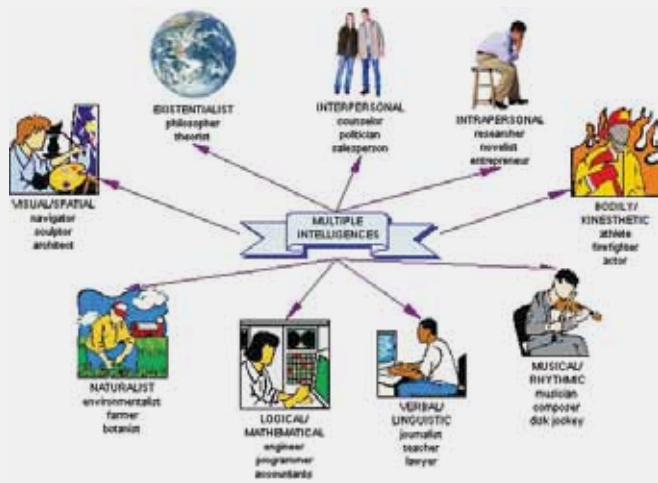 EXISTENTIALIST
philosopher
theorist
INTERPERSONAL
counselor
politician
salesperson
INTRAPERSONAL
researcher
novelist
entrepreneur
VISUAL/SPATIAL
navigator
sculptor
architect
MULTIPLE
INTELLIGENCES
BODILY/
KINESTHETIC
athlete
firefighter
actor
NATURALIST
environmentalist
farmer
botanist
LOGICAL/
MATHEMATICAL
engineer
programmer
accountants
VERBAL/
LINGUISTIC
journalist
teacher
lawyer
MUSICAL/
RHYTHMIC
musician
composer
disk jockey